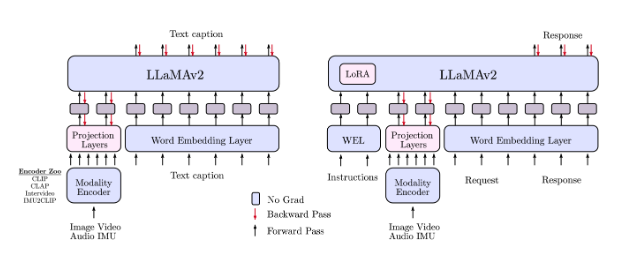 Text caption
LLaMAv2
Projection
Layers
Word Embedding Layer
Encoder Zoo
CLIP
CLAP
Intervideo
IMU2CLIP
Modality
Encoder
Text caption
Image Video
Audio IMU
No Grad
Backward Pass
Forward Pass
Response
LoRA
LLaMAv2
WEL
Projection
Layers
Word Embedding Layer
Instructions
Modality
Encoder
Request
Response
Image Video
Audio IMU